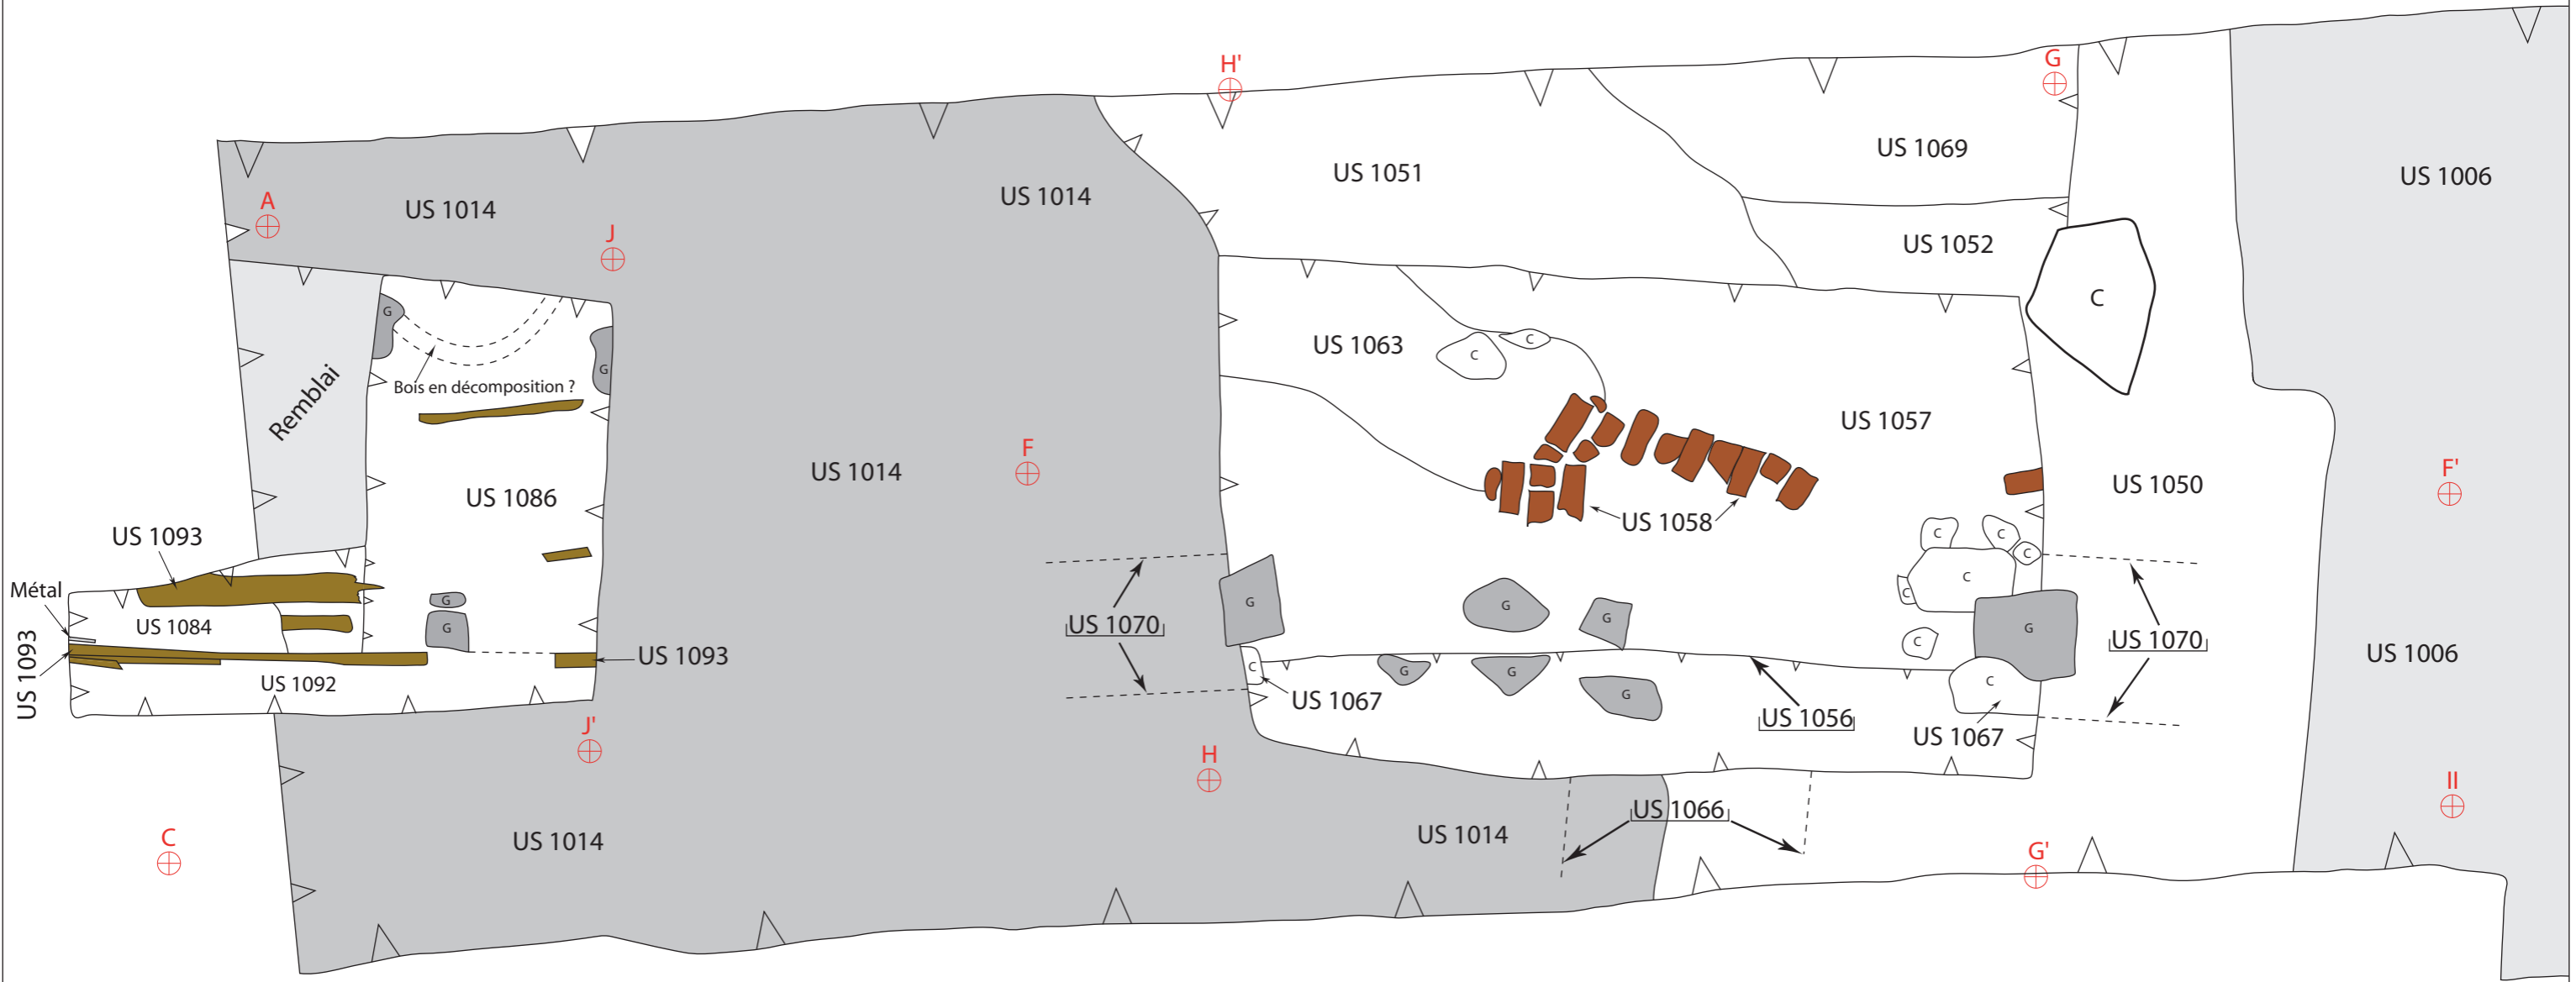 H'
G
US 1069
US 1051
US 1006
A
US 1014
US 1014
J
US 1052
C
G
US 1063
C
C
G
Bois en décomposition ?
Remblai
US 1057
F
US 1014
F'
US 1050
US 1086
US 1058
US 1093
C
C
C
C
C
Métal
G
G
G
G
G
G
US 1084
US 1070
US 1070
C
US 1093
US 1093
US 1006
C
G
G
G
C
US 1092
US 1067
US 1056
US 1067
J'
H
II
US 1066
C
US 1014
US 1014
G'